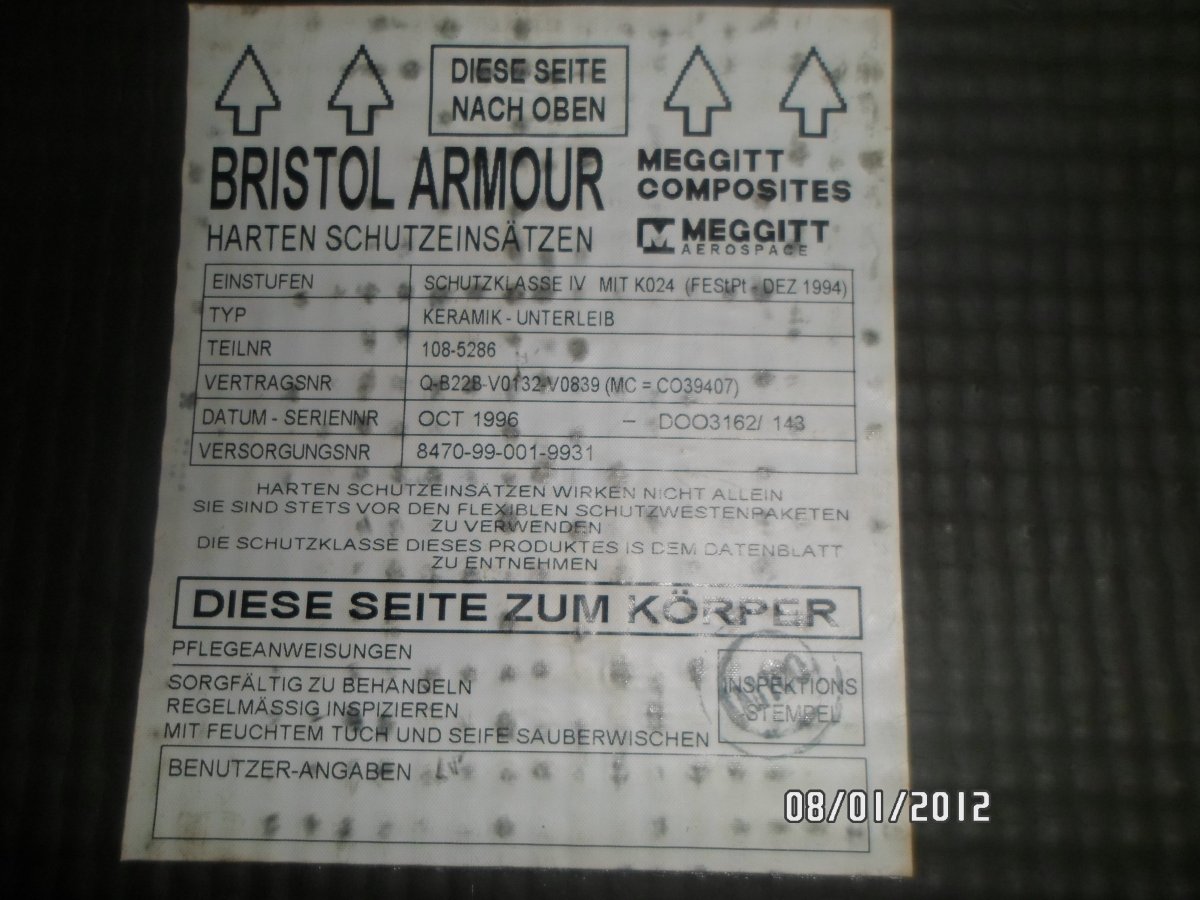 DIESE SEITE
NACH OBEN
BRISTOL ARMOUR
HARTEN SCHUTZEINSÄTZEN
MEGGITT
COMPOSITES
MEGGITT
AEROSPACE
EINSTUFEN SCHUTZKLASSE IV MIT K024 (FEStPt - DEZ 1994)
TYP KERAMIK - UNTERLEIB
TEILNR 108-5286
VERTRAGSNR Q-B22B-V0132-V0839 (MC = CO39407)
DATUM - SERIENNR OCT 1996 – DOO3162/ 143
VERSORGUNGSNR 8470-99-001-9931
HARTEN SCHUTZEINSÄTZEN WIRKEN NICHT ALLEIN
SIE SIND STETS VOR DEN FLEXIBLEN SCHUTZWESTENPAKETEN
ZU VERWENDEN
DIE SCHUTZKLASSE DIESES PRODUKTES IS DEM DATENBLATT
ZU ENTNEHMEN
DIESE SEITE ZUM KÖRPER
PFLEGEANWEISUNGEN
SORGFÄLTIG ZU BEHANDELN
REGELMÄSSIG INSPIZIEREN
MIT FEUCHTEM TUCH UND SEIFE SAUBERWISCHEN
INSPEKTIONS
STEMPEL
BENUTZER-ANGABEN
08/01/2012